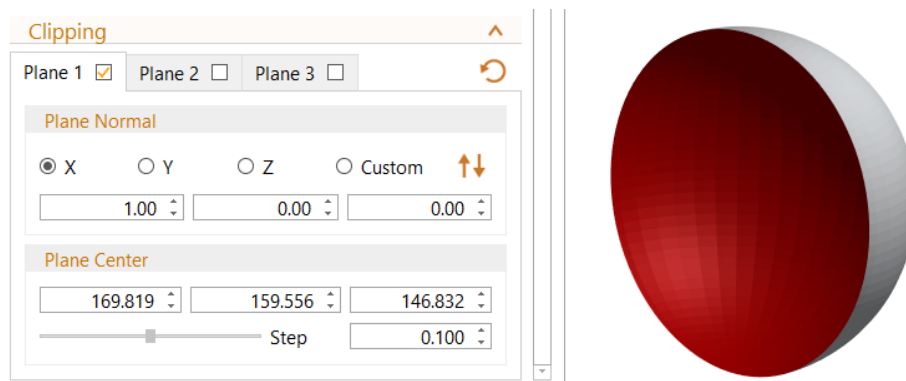 Clipping
Plane 1 Plane 2 Plane 3
Plane Normal
X Y Z Custom
1.00 0.00 0.00
Plane Center
169.819 159.556 146.832
Step 0.100